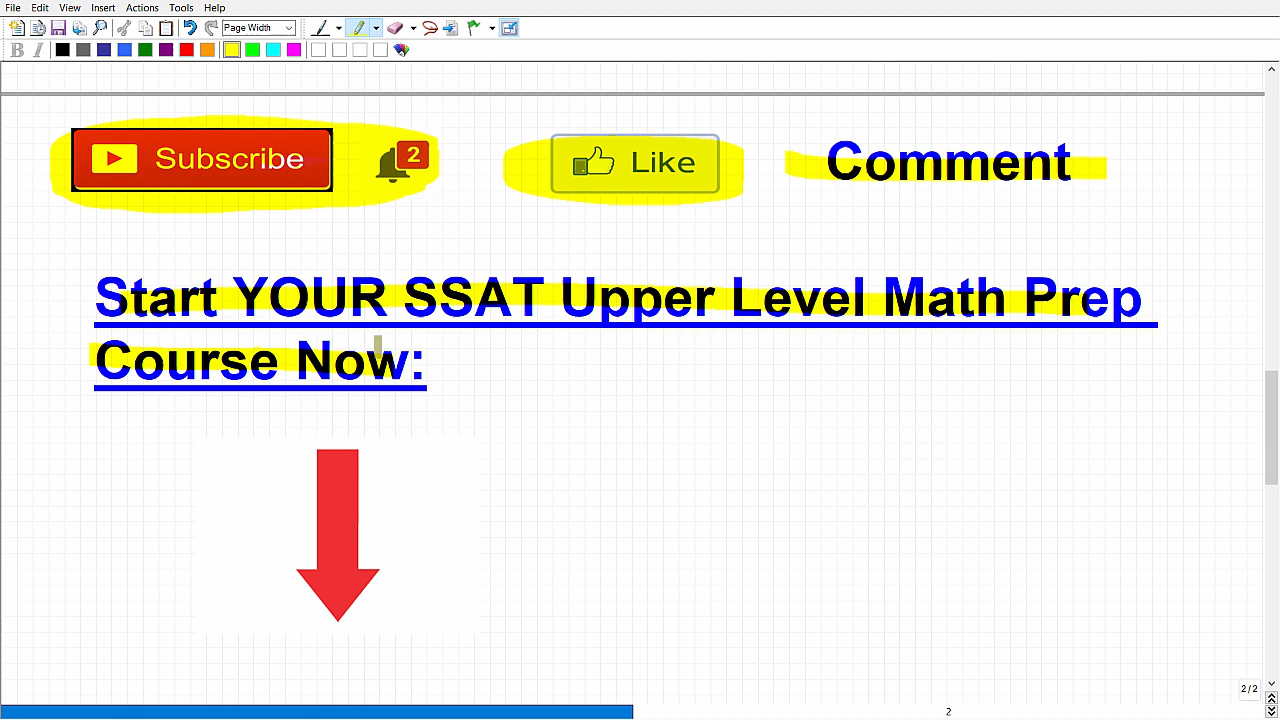 File Edit View Insert Actions Tools Help
Page Width
B I
Subscribe 2 Like Comment
Start YOUR SSAT Upper Level Math Prep
Course Now:
2/2
2